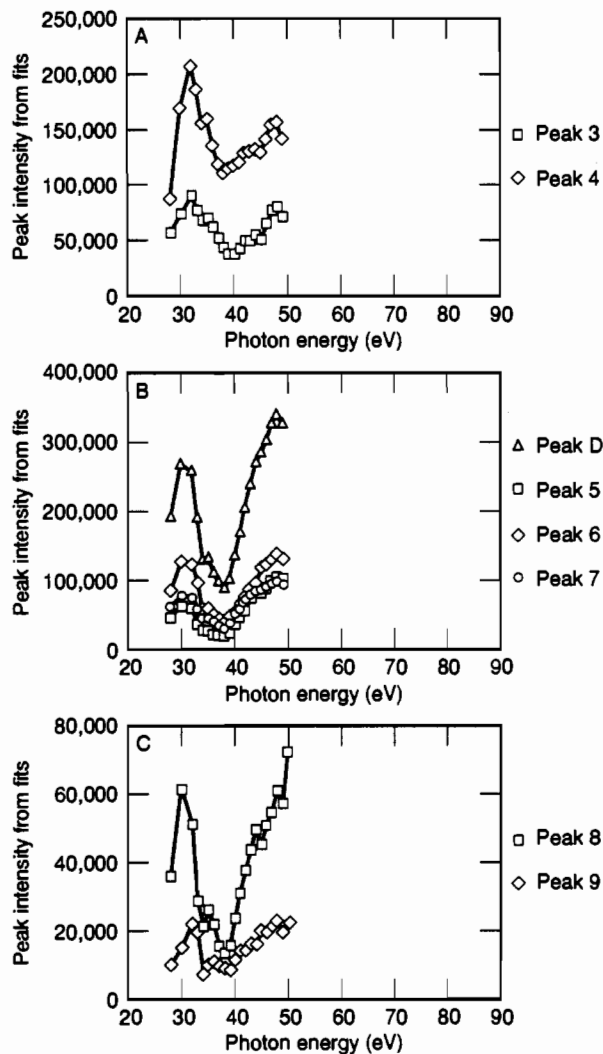 A
250,000
200,000
150,000
100,000
50,000
0
Peak intensity from fits
20 30 40 50 60 70 80 90
Photon energy (eV)
Peak 3
Peak 4
B
400,000
300,000
200,000
100,000
0
Peak intensity from fits
20 30 40 50 60 70 80 90
Photon energy (eV)
Peak D
Peak 5
Peak 6
Peak 7
C
80,000
60,000
40,000
20,000
0
Peak intensity from fits
20 30 40 50 60 70 80 90
Photon energy (eV)
Peak 8
Peak 9